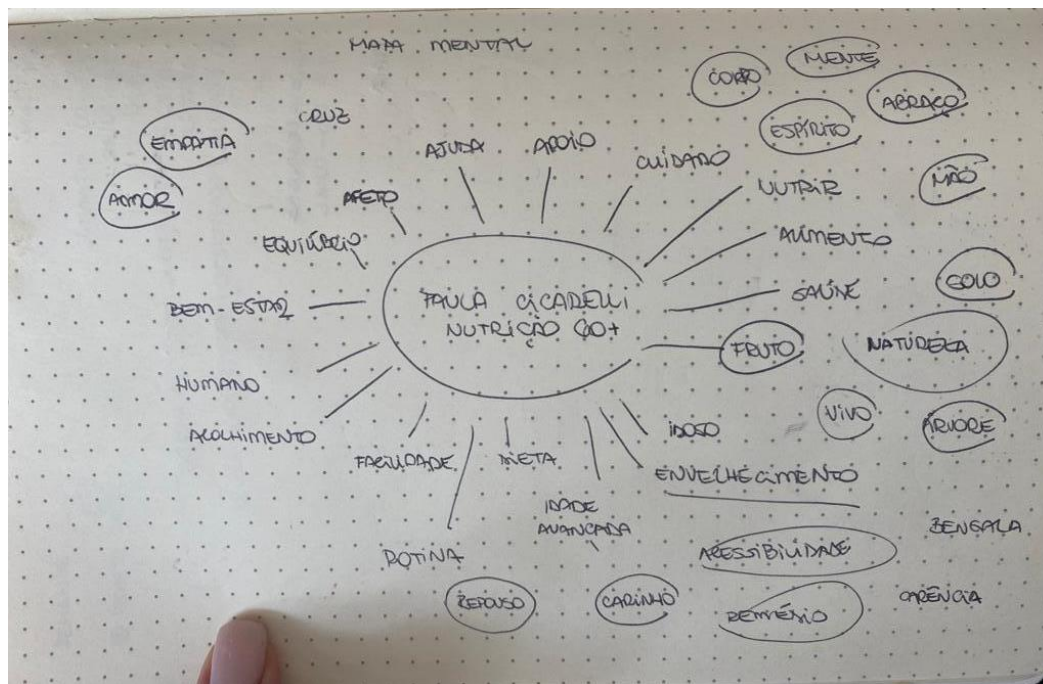 MAPA MENTAL
CORPO
MENTE
ABRAÇO
CRUZ
EMPATIA
ESPÍRITO
AJUDA
APOIO
CUIDADO
AMOR
AFETO
NUTRIR
MÃO
EQUILÍBRIO
ALIMENTO
BEM-ESTAR
PAULA CICARELLI
NUTRIÇÃO 60+
SAÚDE
SOLO
FRUTO
NATUREZA
HUMANO
VIVO
ÁRVORE
ACOLHIMENTO
IDOSO
FACILIDADE
DIETA
ENVELHECIMENTO
IDADE
AVANÇADA
BENGALA
ROTINA
ACESSIBILIDADE
REPOUSO
CARINHO
REMÉDIO
CARÊNCIA